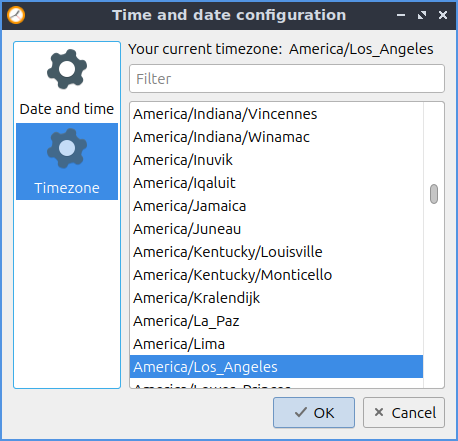 Time and date configuration
Your current timezone: America/Los_Angeles
Filter
Date and time
Timezone
America/Indiana/Vincennes
America/Indiana/Winamac
America/Inuvik
America/Iqaluit
America/Jamaica
America/Juneau
America/Kentucky/Louisville
America/Kentucky/Monticello
America/Kralendijk
America/La_Paz
America/Lima
America/Los_Angeles
America/Lower_Princes
OK
Cancel